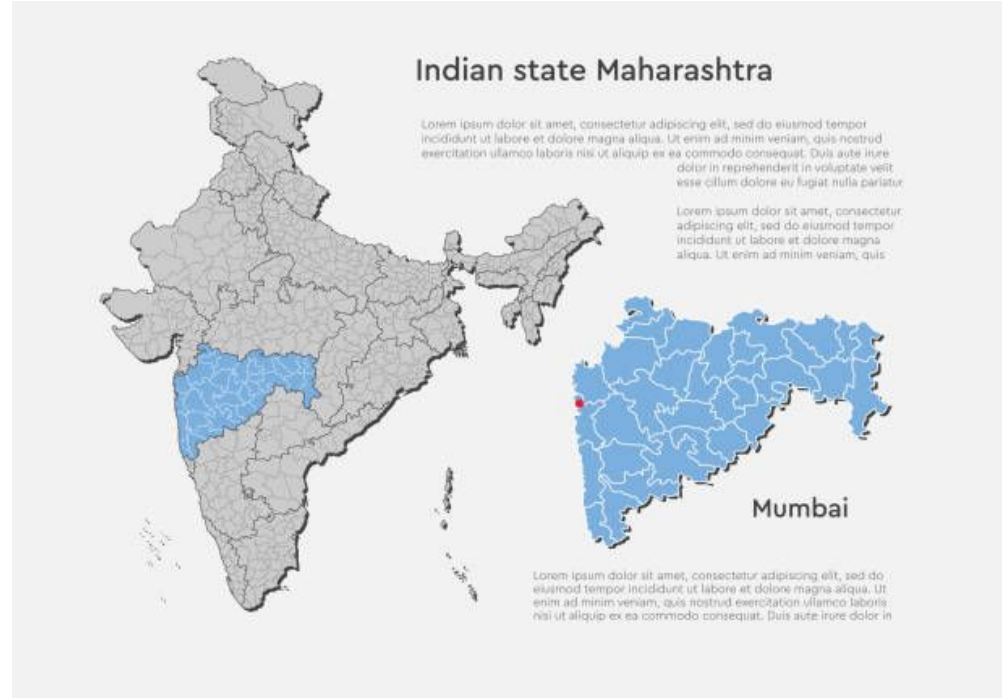 Indian state Maharashtra
Lorem ipsum dolor sit amet, consectetur adipiscing elit, sed do eiusmod tempor
incididunt ut labore et dolore magna aliqua. Ut enim ad minim veniam, quis nostrud
exercitation ullamco laboris nisi ut aliquip ex ea commodo consequat. Duis aute irure
dolor in reprehenderit in voluptate velit
esse cillum dolore eu fugiat nulla pariatur
Lorem ipsum dolor sit amet, consectetur
adipiscing elit, sed do eiusmod tempor
incididunt ut labore et dolore magna
aliqua. Ut enim ad minim veniam, quis
Mumbai
Lorem ipsum dolor sit amet, consectetur adipiscing elit, sed do
eiusmod tempor incididunt ut labore et dolore magna aliqua. Ut
enim ad minim veniam, quis nostrud exercitation ullamco laboris
nisi ut aliquip ex ea commodo consequat. Duis aute irure dolor in